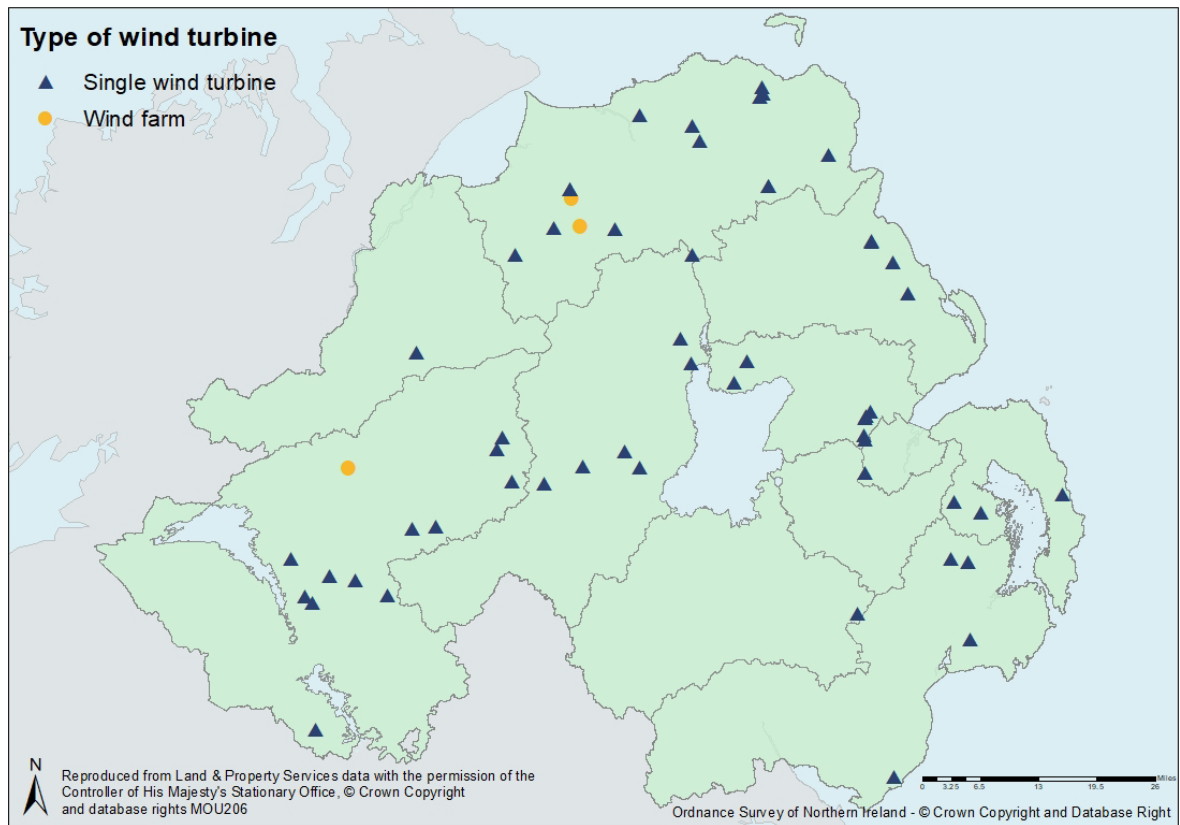 Type of wind turbine
Single wind turbine
Wind farm
N
Reproduced from Land & Property Services data with the permission of the
Controller of His Majesty's Stationary Office, © Crown Copyright
and database rights MOU206
Miles
0 3.25 6.5 13 19.5 26
Ordnance Survey of Northern Ireland - © Crown Copyright and Database Right